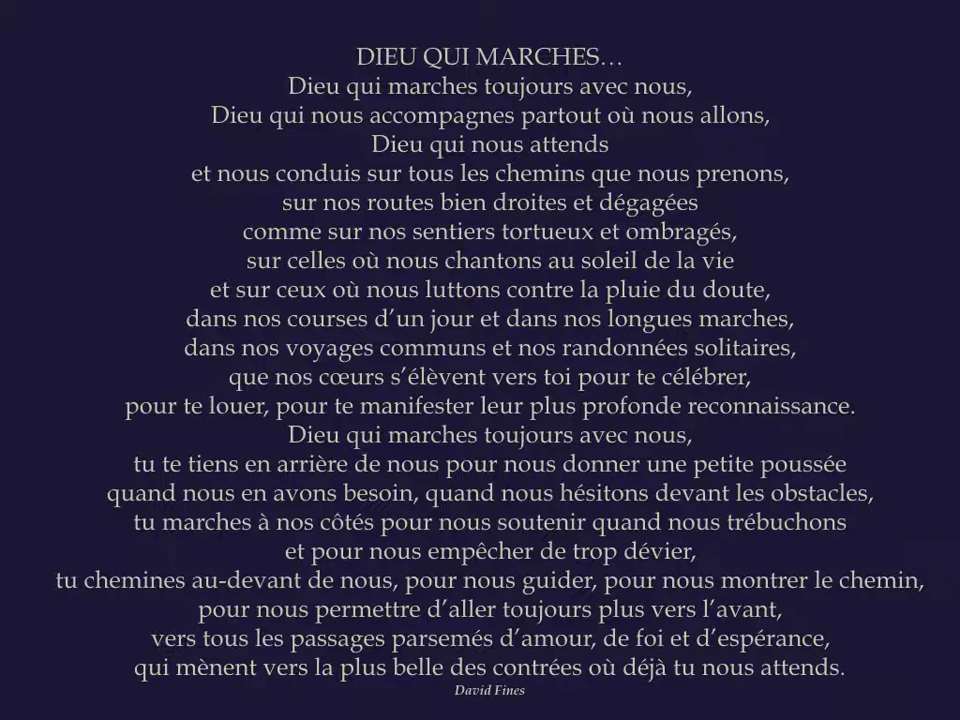 DIEU QUI MARCHES…
Dieu qui marches toujours avec nous,
Dieu qui nous accompagnes partout où nous allons,
Dieu qui nous attends
et nous conduis sur tous les chemins que nous prenons,
sur nos routes bien droites et dégagées
comme sur nos sentiers tortueux et ombragés,
sur celles où nous chantons au soleil de la vie
et sur ceux où nous luttons contre la pluie du doute,
dans nos courses d’un jour et dans nos longues marches,
dans nos voyages communs et nos randonnées solitaires,
que nos cœurs s’élèvent vers toi pour te célébrer,
pour te louer, pour te manifester leur plus profonde reconnaissance.
Dieu qui marches toujours avec nous,
tu te tiens en arrière de nous pour nous donner une petite poussée
quand nous en avons besoin, quand nous hésitons devant les obstacles,
tu marches à nos côtés pour nous soutenir quand nous trébuchons
et pour nous empêcher de trop dévier,
tu chemines au-devant de nous, pour nous guider, pour nous montrer le chemin,
pour nous permettre d’aller toujours plus vers l’avant,
vers tous les passages parsemés d’amour, de foi et d’espérance,
qui mènent vers la plus belle des contrées où déjà tu nous attends.
David Fines